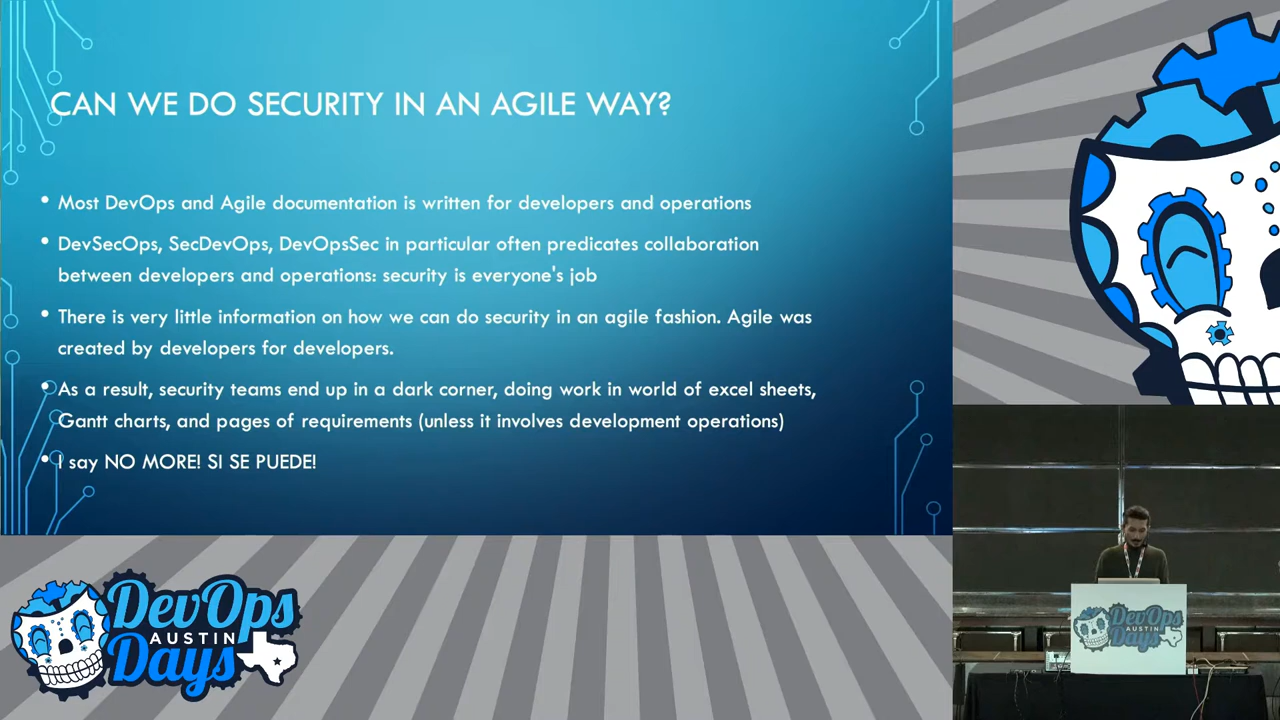 CAN WE DO SECURITY IN AN AGILE WAY?
• Most DevOps and Agile documentation is written for developers and operations
• DevSecOps, SecDevOps, DevOpsSec in particular often predicates collaboration
between developers and operations: security is everyone's job
• There is very little information on how we can do security in an agile fashion. Agile was
created by developers for developers.
• As a result, security teams end up in a dark corner, doing work in world of excel sheets,
Gantt charts, and pages of requirements (unless it involves development operations)
• I say NO MORE! SI SE PUEDE!
DevOps
AUSTIN
Days
DevOps
AUSTIN
Days